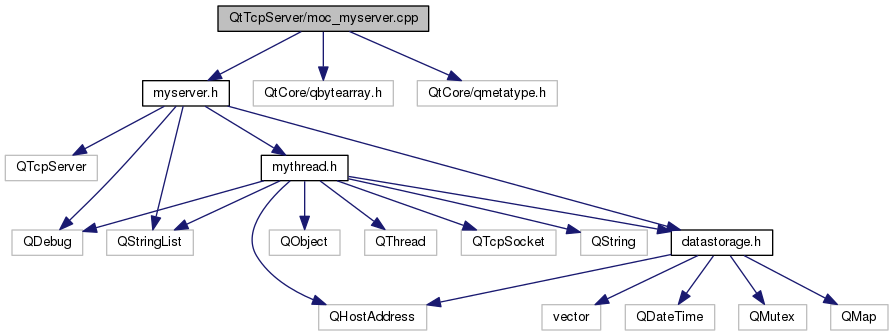 QtTcpServer/moc_myserver.cpp
myserver.h
QtCore/qbytearray.h
QtCore/qmetatype.h
QTcpServer
mythread.h
QDebug
QStringList
QObject
QThread
QTcpSocket
QString
datastorage.h
QHostAddress
vector
QDateTime
QMutex
QMap